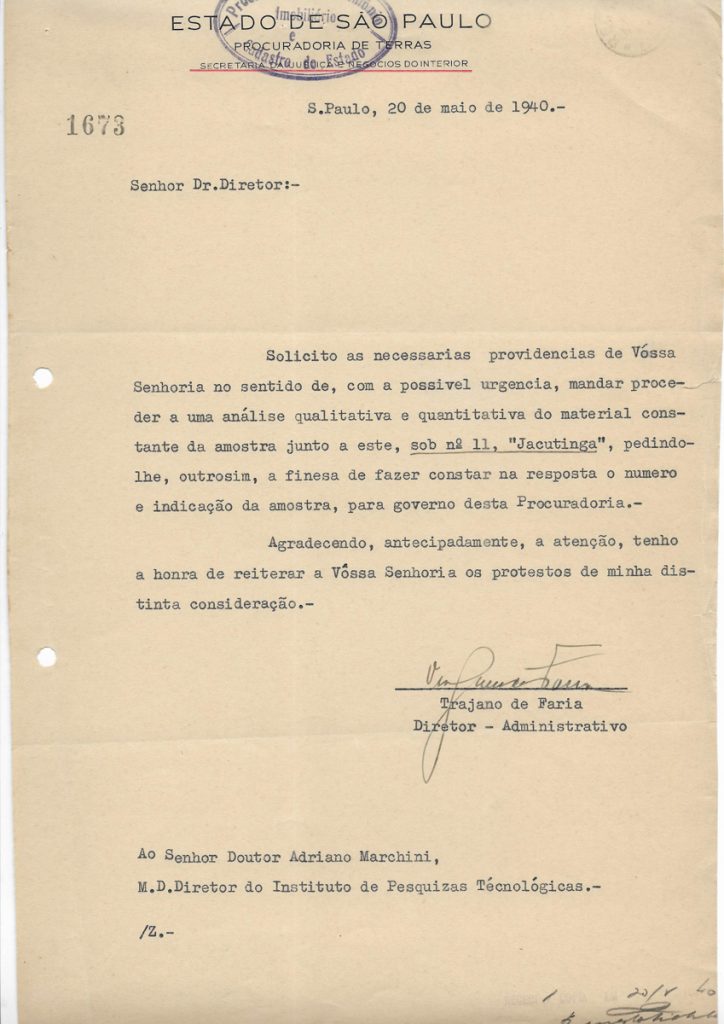 ESTADO DE SÃO PAULO
PROCURADORIA DE TERRAS
SECRETARIA DA JUSTIÇA E NEGOCIOS DO INTERIOR
Imobiliário
e
Cadastro do Estado
S.Paulo, 20 de maio de 1940.-
1673
Senhor Dr.Diretor:-
Solicito as necessarias providencias de Vóssa
Senhoria no sentido de, com a possivel urgencia, mandar proce-
der a uma análise qualitativa e quantitativa do material cons-
tante da amostra junto a este, sob nº 11, "Jacutinga", pedindo-
lhe, outrosim, a finesa de fazer constar na resposta o numero
e indicação da amostra, para governo desta Procuradoria.-
Agradecendo, antecipadamente, a atenção, tenho
a honra de reiterar a Vóssa Senhoria os protestos de minha dis-
tinta consideração.-
Trajano de Faria
Diretor - Administrativo
Ao Senhor Doutor Adriano Marchini,
M.D.Diretor do Instituto de Pesquizas Técnológicas.-
/Z.-